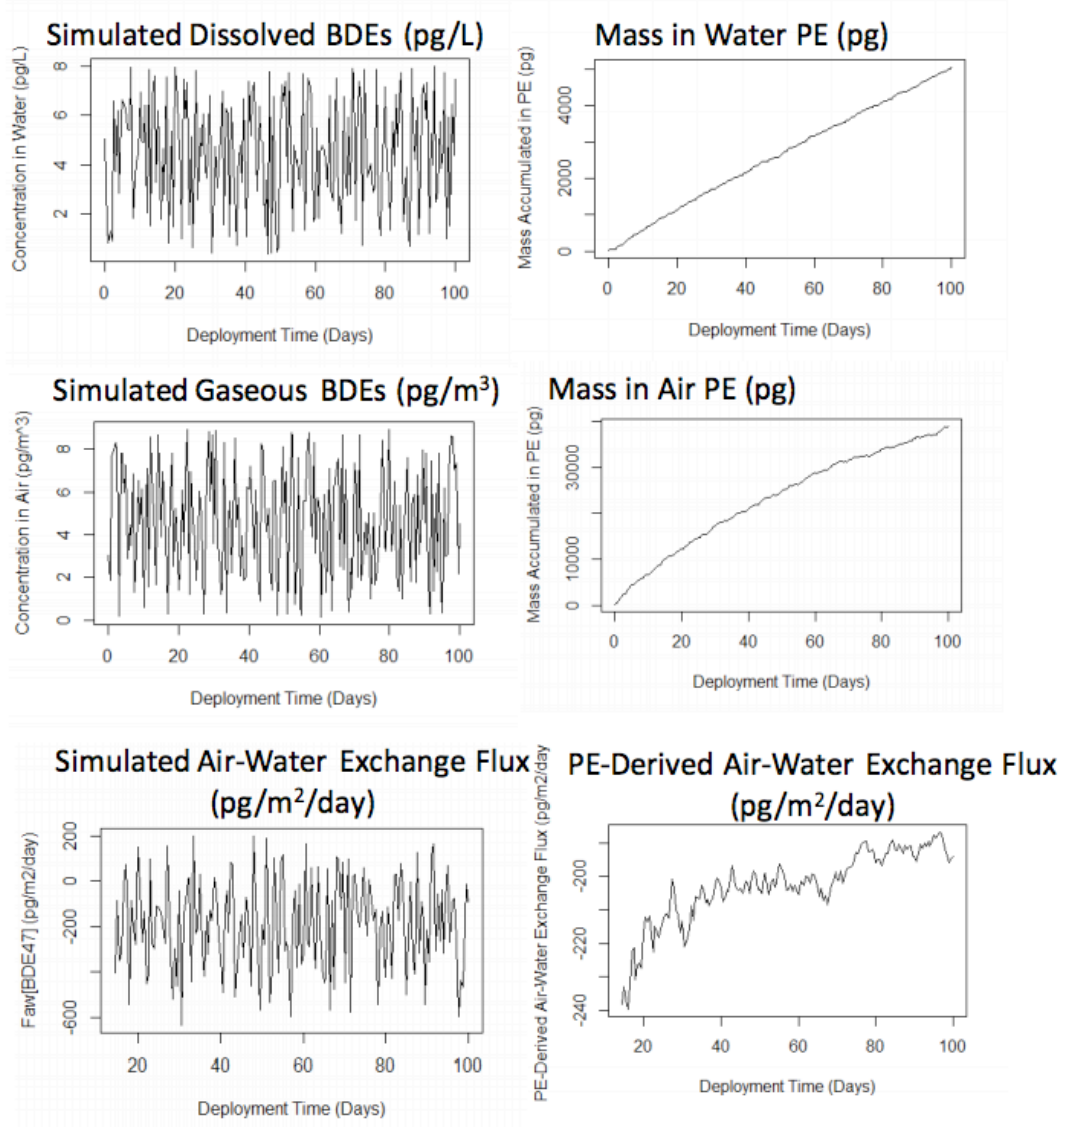 Simulated Dissolved BDEs (pg/L)
Concentration in Water (pg/L)
8
6
4
2
0 20 40 60 80 100
Deployment Time (Days)
Mass in Water PE (pg)
Mass Accumulated in PE (pg)
4000
2000
0
0 20 40 60 80 100
Deployment Time (Days)
Simulated Gaseous BDEs (pg/m³)
Concentration in Air (pg/m^3)
8
6
4
2
0
0 20 40 60 80 100
Deployment Time (Days)
Mass in Air PE (pg)
Mass Accumulated in PE (pg)
30000
10000
0
0 20 40 60 80 100
Deployment Time (Days)
Simulated Air-Water Exchange Flux
(pg/m²/day)
Faw[BDE47] (pg/m2/day)
200
0
-200
-600
20 40 60 80 100
Deployment Time (Days)
PE-Derived Air-Water Exchange Flux
(pg/m²/day)
PE-Derived Air-Water Exchange Flux (pg/m2/day
-200
-220
-240
20 40 60 80 100
Deployment Time (Days)